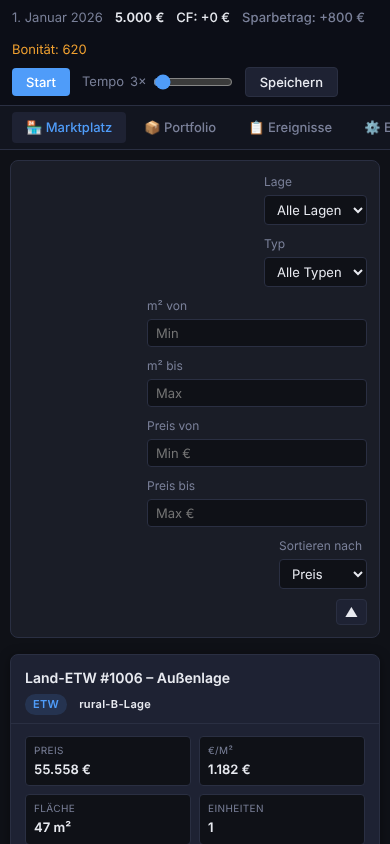 1. Januar 2026 5.000 € CF: +0 € Sparbetrag: +800 €
Bonität: 620
Start Tempo 3× Speichern
Marktplatz Portfolio Ereignisse
Lage
Alle Lagen
Typ
Alle Typen
m² von
Min
m² bis
Max
Preis von
Min €
Preis bis
Max €
Sortieren nach
Preis
▲
Land-ETW #1006 – Außenlage
ETW rural-B-Lage
PREIS €/M²
55.558 € 1.182 €
FLÄCHE EINHEITEN
47 m² 1